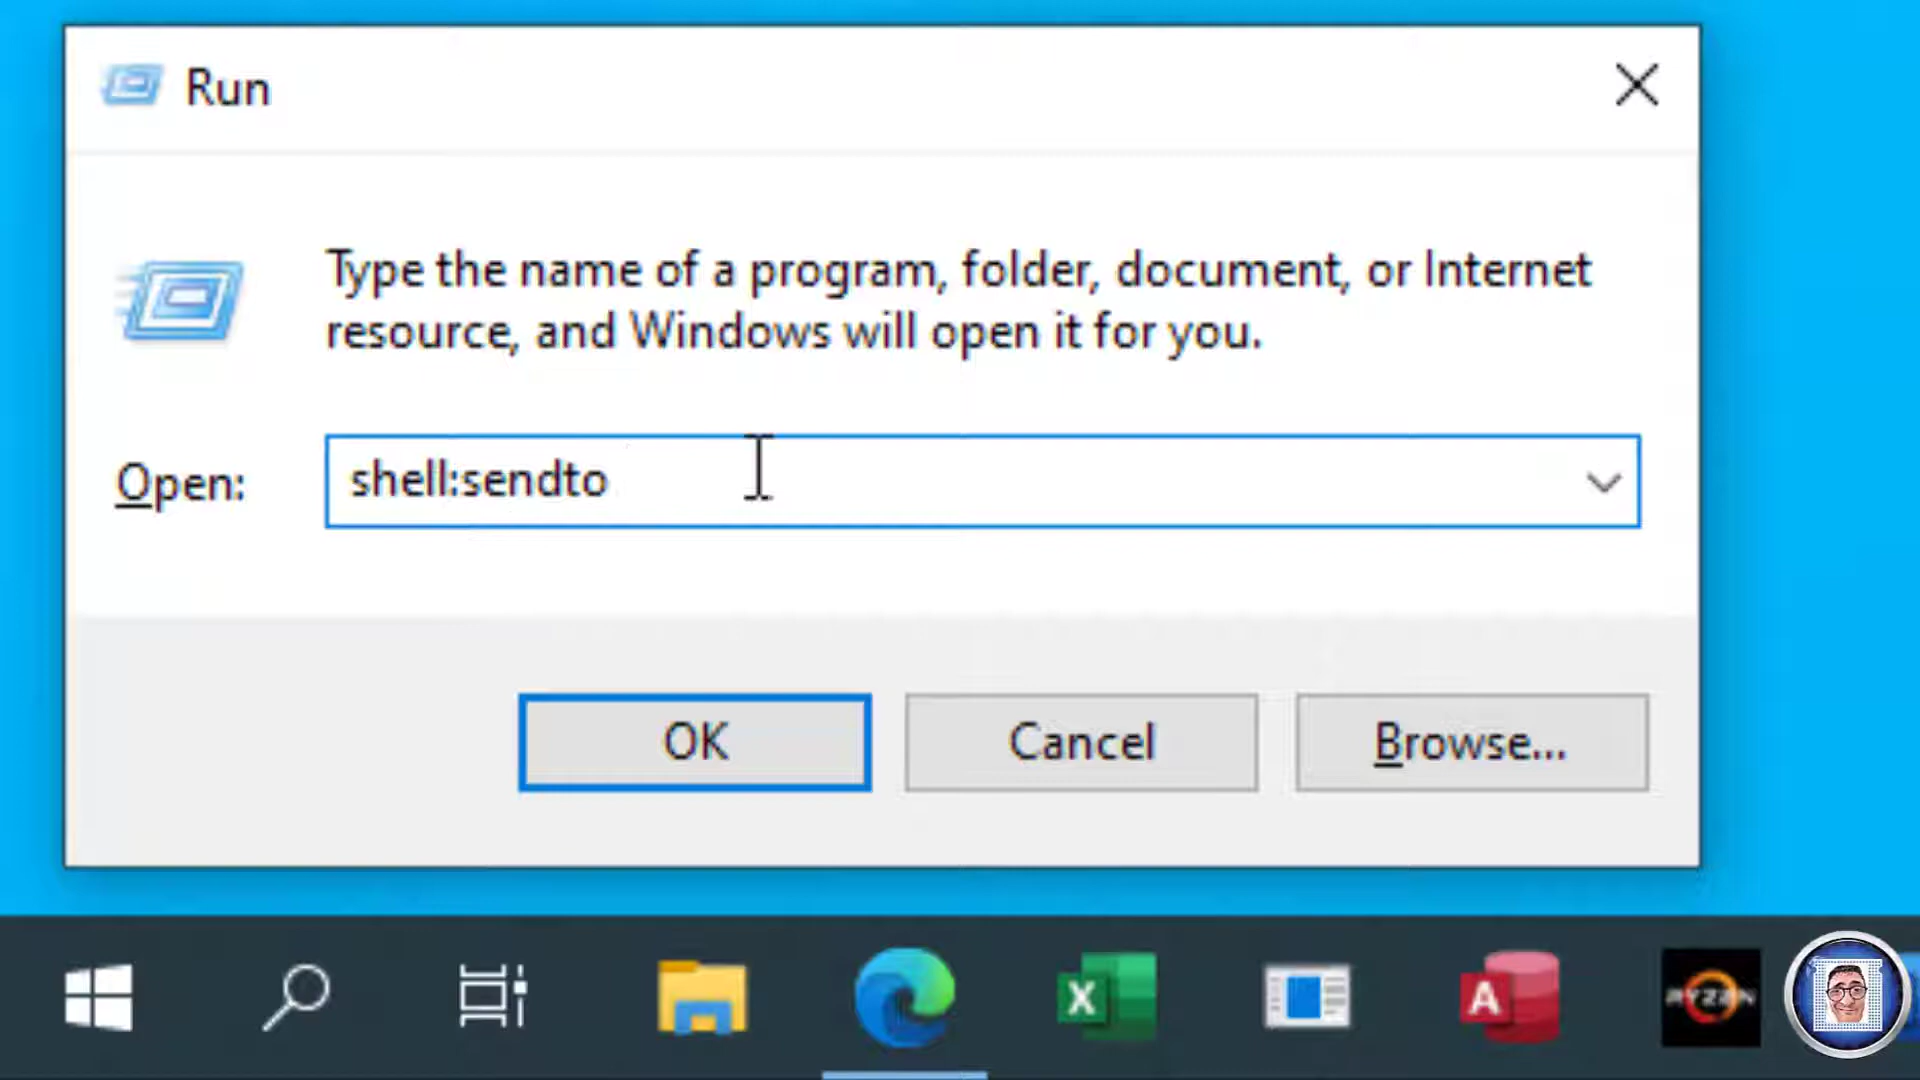 Run
Type the name of a program, folder, document, or Internet
resource, and Windows will open it for you.
Open:
shell:sendto
OK
Cancel
Browse...
X
A
RYZEN